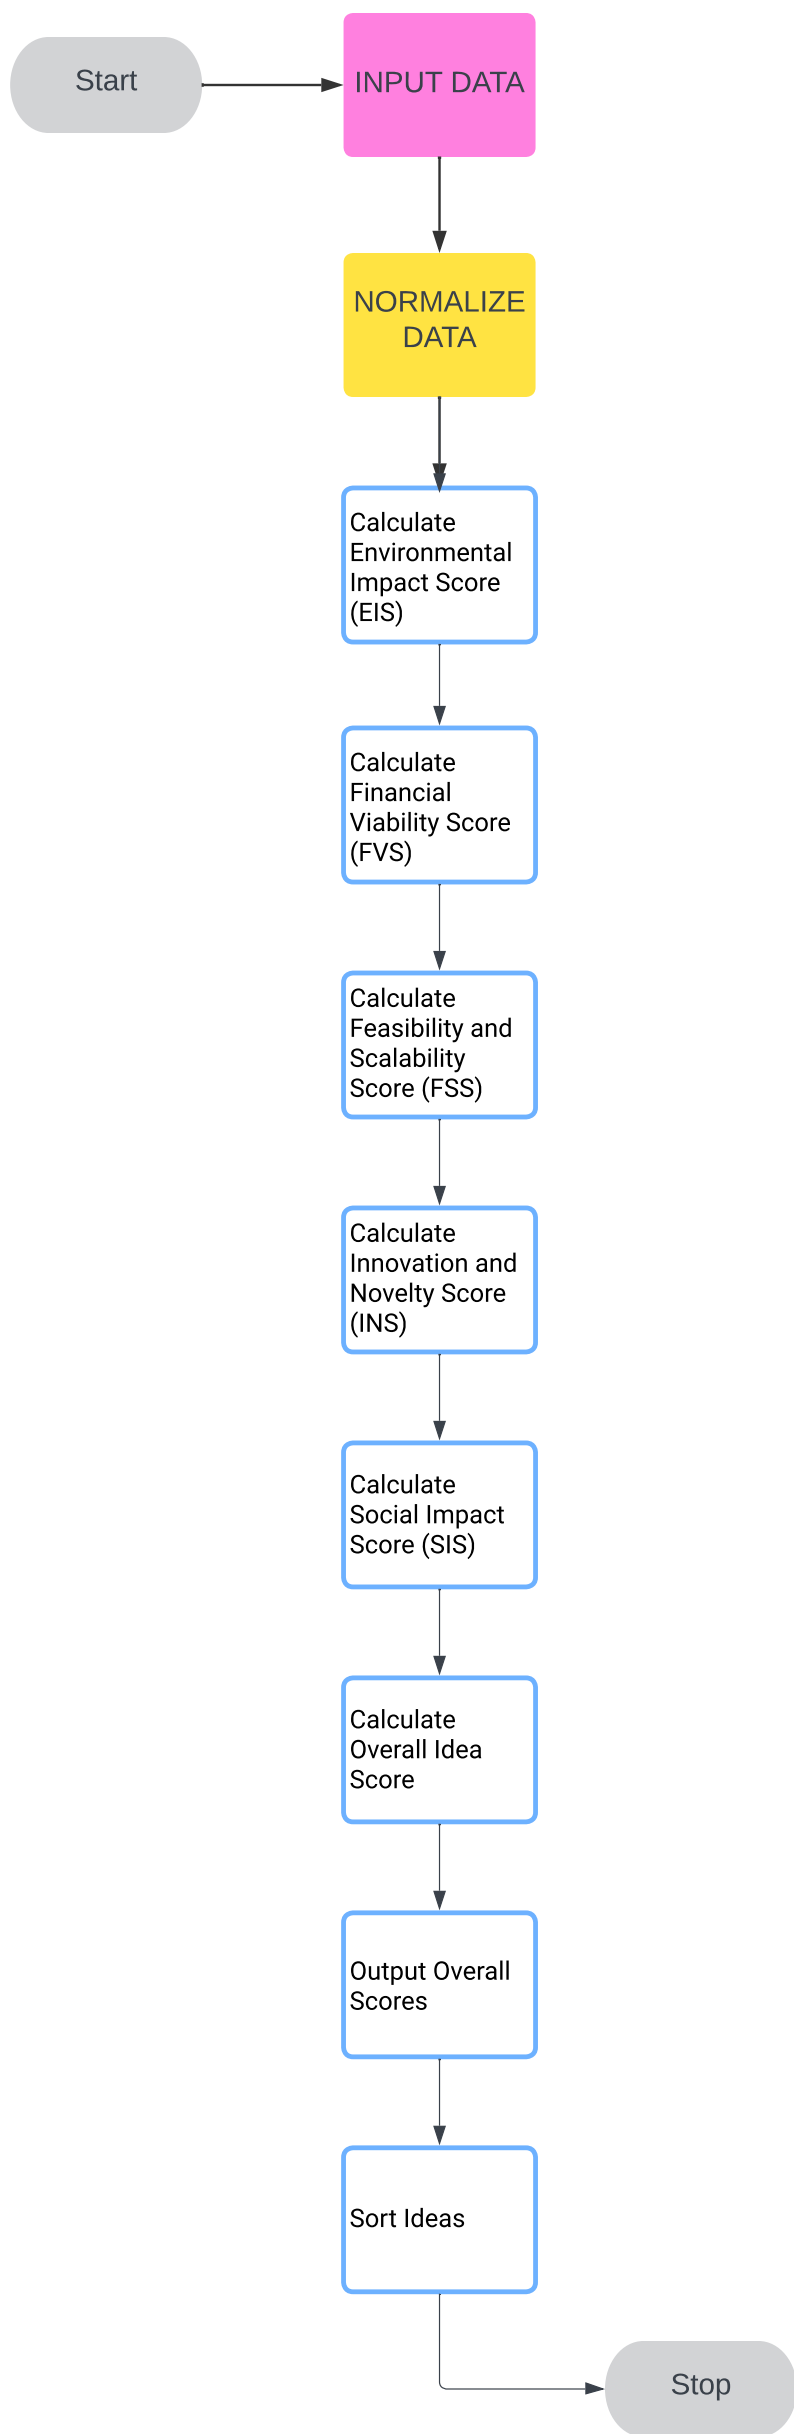 Start
INPUT DATA
NORMALIZE
DATA
Calculate
Environmental
Impact Score
(EIS)
Calculate
Financial
Viability Score
(FVS)
Calculate
Feasibility and
Scalability
Score (FSS)
Calculate
Innovation and
Novelty Score
(INS)
Calculate
Social Impact
Score (SIS)
Calculate
Overall Idea
Score
Output Overall
Scores
Sort Ideas
Stop